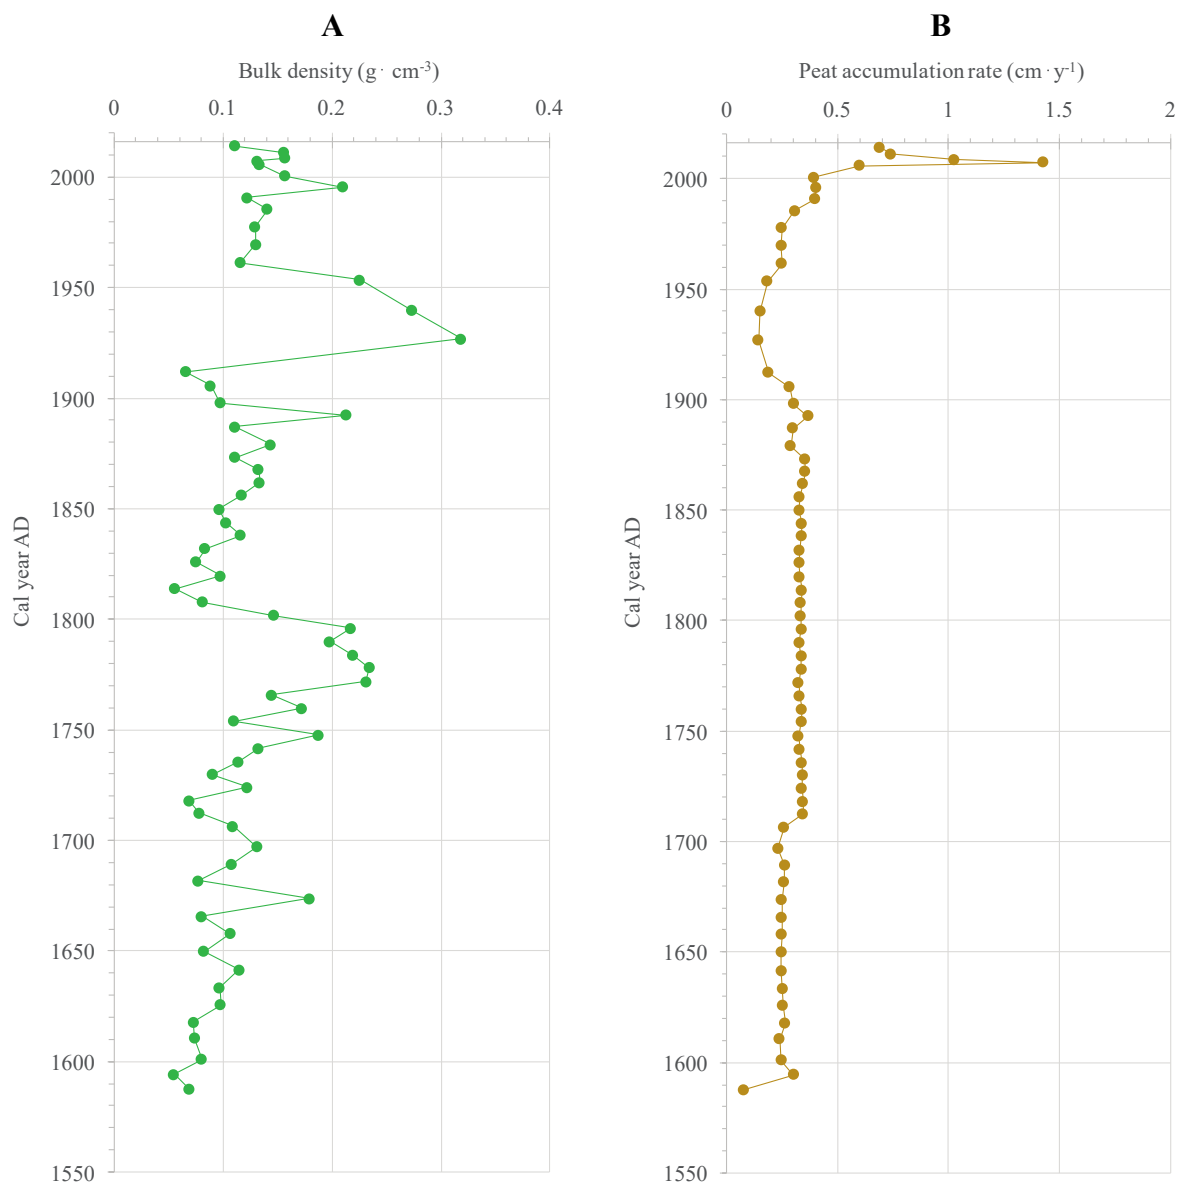 A
Bulk density (g · cm-3)
0 0.1 0.2 0.3 0.4
2000
1950
1900
1850
1800
1750
1700
1650
1600
1550
Cal year AD
B
Peat accumulation rate (cm · y-1)
0 0.5 1 1.5 2
2000
1950
1900
1850
1800
1750
1700
1650
1600
1550
Cal year AD